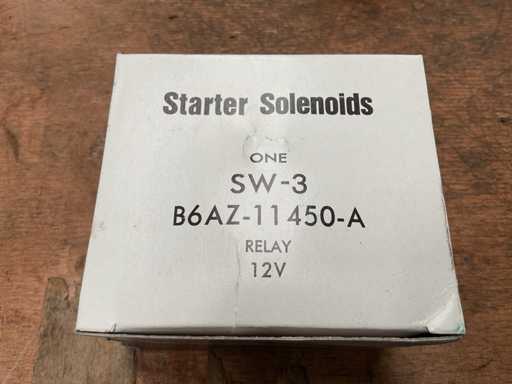 Starter Solenoids
ONE
SW-3
B6AZ-11450-A
RELAY
12V